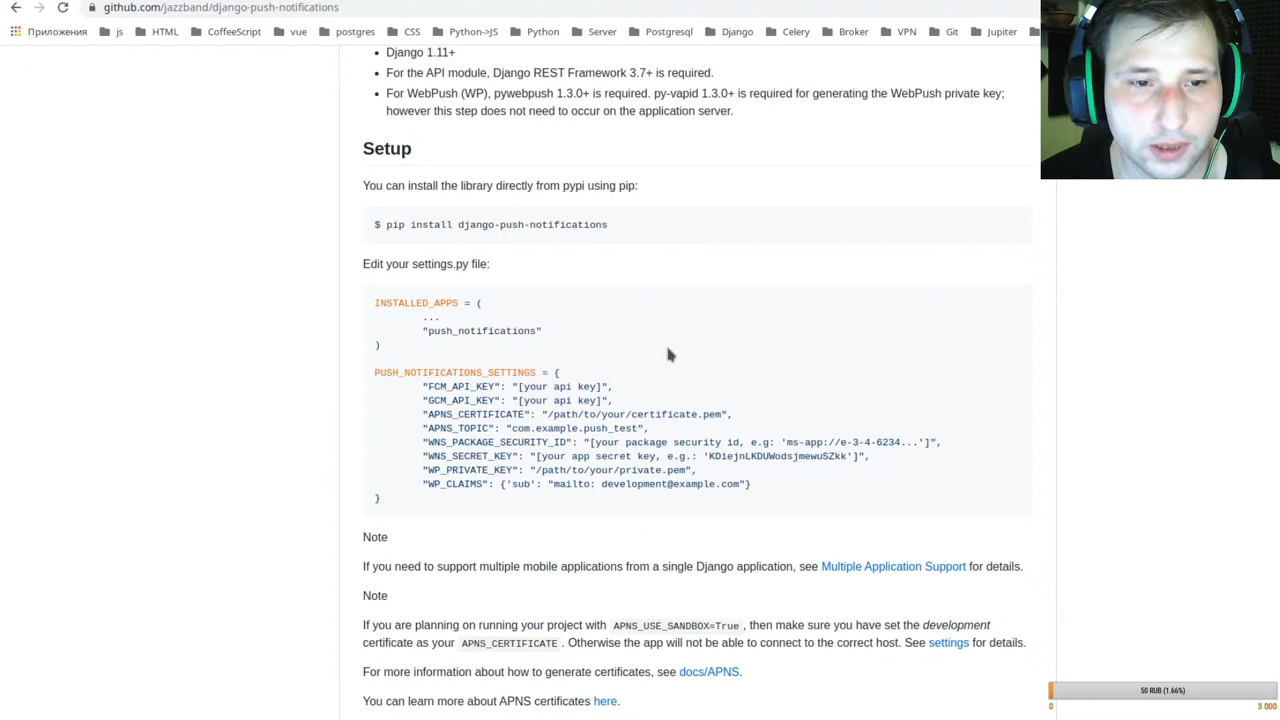 github.com/jazzband/django-push-notifications
Приложения js HTML CoffeeScript vue postgres CSS Python->JS Python Server Postgresql Django Celery Broker VPN Git Jupiter
Django 1.11+
For the API module, Django REST Framework 3.7+ is required.
For WebPush (WP), pywebpush 1.3.0+ is required. py-vapid 1.3.0+ is required for generating the WebPush private key;
however this step does not need to occur on the application server.
Setup
You can install the library directly from pypi using pip:
$ pip install django-push-notifications
Edit your settings.py file:
INSTALLED_APPS = (
...
"push_notifications"
)
PUSH_NOTIFICATIONS_SETTINGS = {
"FCM_API_KEY": "[your api key]",
"GCM_API_KEY": "[your api key]",
"APNS_CERTIFICATE": "/path/to/your/certificate.pem",
"APNS_TOPIC": "com.example.push_test",
"WNS_PACKAGE_SECURITY_ID": "[your package security id, e.g: 'ms-app://e-3-4-6234...']",
"WNS_SECRET_KEY": "[your app secret key, e.g.: 'KDiejnLKDUWodsjmewuSZkk']",
"WP_PRIVATE_KEY": "/path/to/your/private.pem",
"WP_CLAIMS": {'sub': "mailto: development@example.com"}
}
Note
If you need to support multiple mobile applications from a single Django application, see Multiple Application Support for details.
Note
If you are planning on running your project with APNS_USE_SANDBOX=True, then make sure you have set the development
certificate as your APNS_CERTIFICATE. Otherwise the app will not be able to connect to the correct host. See settings for details.
For more information about how to generate certificates, see docs/APNS.
You can learn more about APNS certificates here.
50 RUB (1.66%)
0 3 000